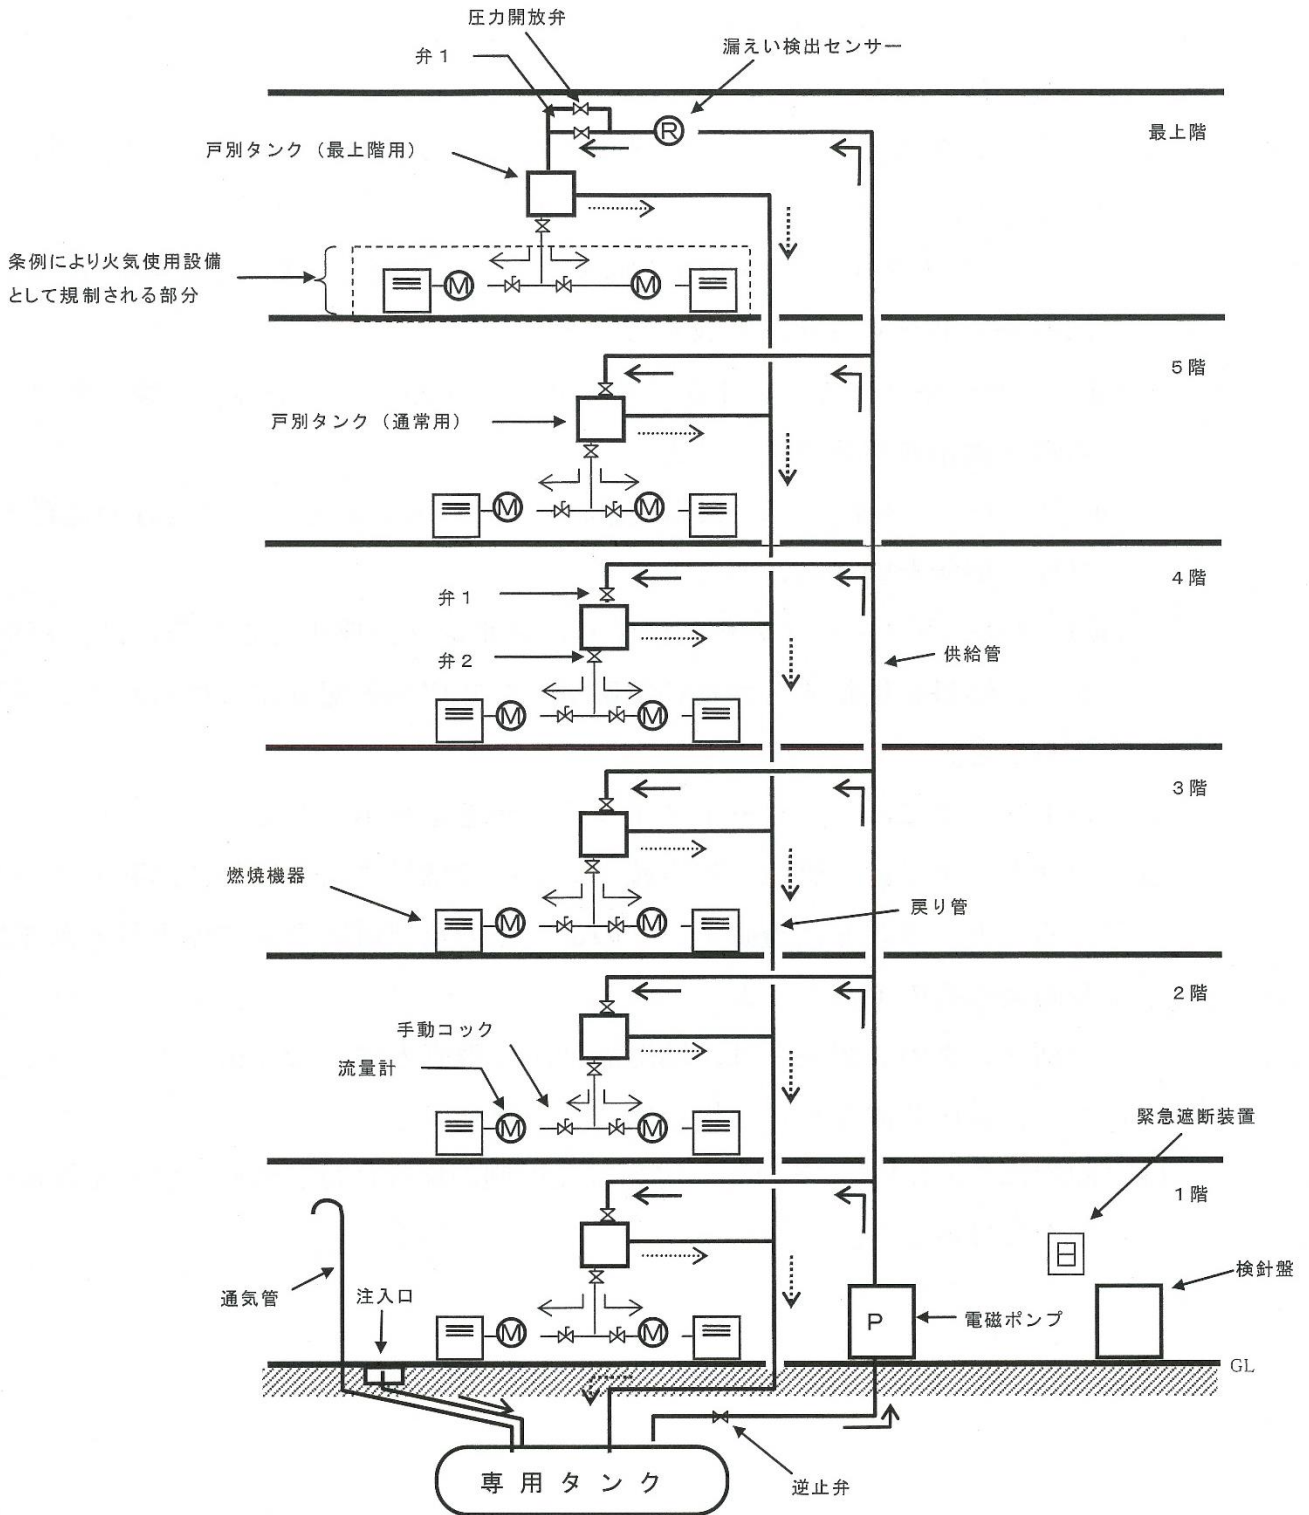 圧力開放弁
弁1
漏えい検出センサー
R
最上階
戸別タンク（最上階用）
条例により火気使用設備
として規制される部分
M
M
5階
戸別タンク（通常用）
M
M
4階
弁1
弁2
供給管
M
M
3階
燃焼機器
M
M
戻り管
2階
手動コック
流量計
M
M
緊急遮断装置
1階
通気管
注入口
検針盤
P
電磁ポンプ
M
M
GL
専用タンク
逆止弁